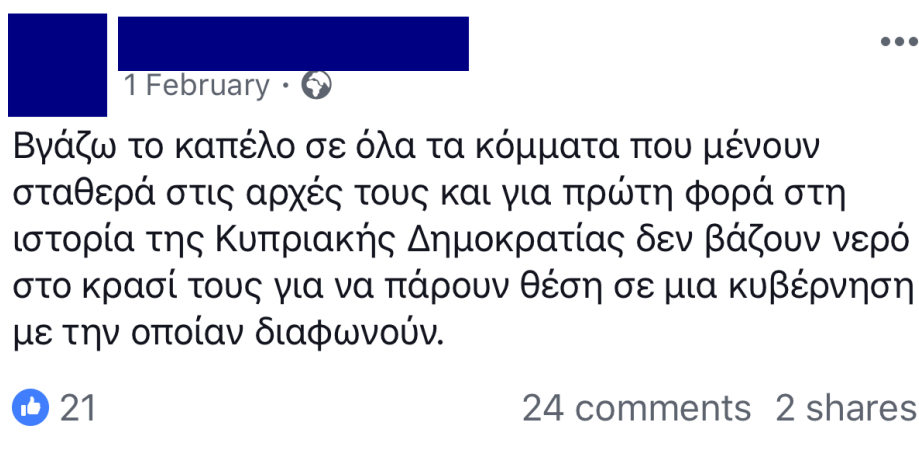 1 February ·
Βγάζω το καπέλο σε όλα τα κόμματα που μένουν
σταθερά στις αρχές τους και για πρώτη φορά στη
ιστορία της Κυπριακής Δημοκρατίας δεν βάζουν νερό
στο κρασί τους για να πάρουν θέση σε μια κυβέρνηση
με την οποίαν διαφωνούν.
21 24 comments 2 shares